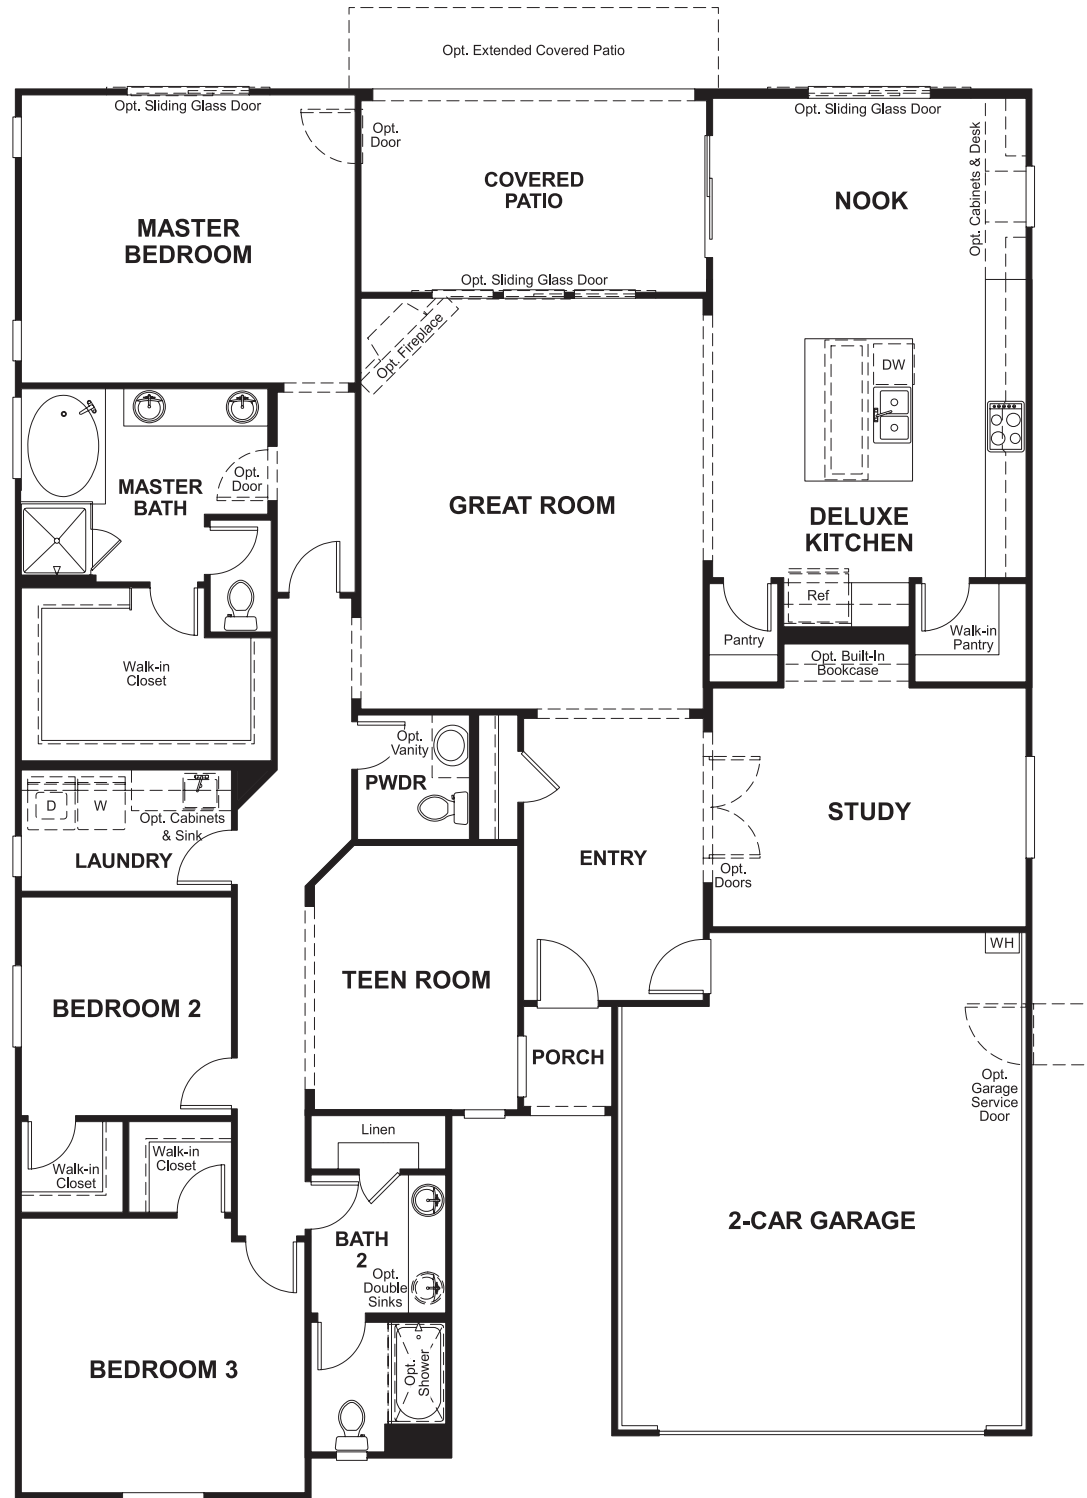 Opt. Extended Covered Patio
Opt. Sliding Glass Door
Opt. Sliding Glass Door
Opt.
Door
Opt. Cabinets & Desk
COVERED
PATIO
NOOK
MASTER
BEDROOM
Opt. Sliding Glass Door
Opt. Fireplace
DW
Opt.
Door
MASTER
BATH
GREAT ROOM
DELUXE
KITCHEN
Ref
Pantry
Walk-in
Pantry
Walk-in
Closet
Opt. Built-In
Bookcase
Opt.
Vanity
PWDR
D
W
Opt. Cabinets
& Sink
LAUNDRY
ENTRY
STUDY
Opt.
Doors
WH
TEEN ROOM
BEDROOM 2
PORCH
Opt.
Garage
Service
Door
Linen
Walk-in
Closet
Walk-in
Closet
BATH
2
Opt.
Double
Sinks
2-CAR GARAGE
BEDROOM 3
Opt.
Shower